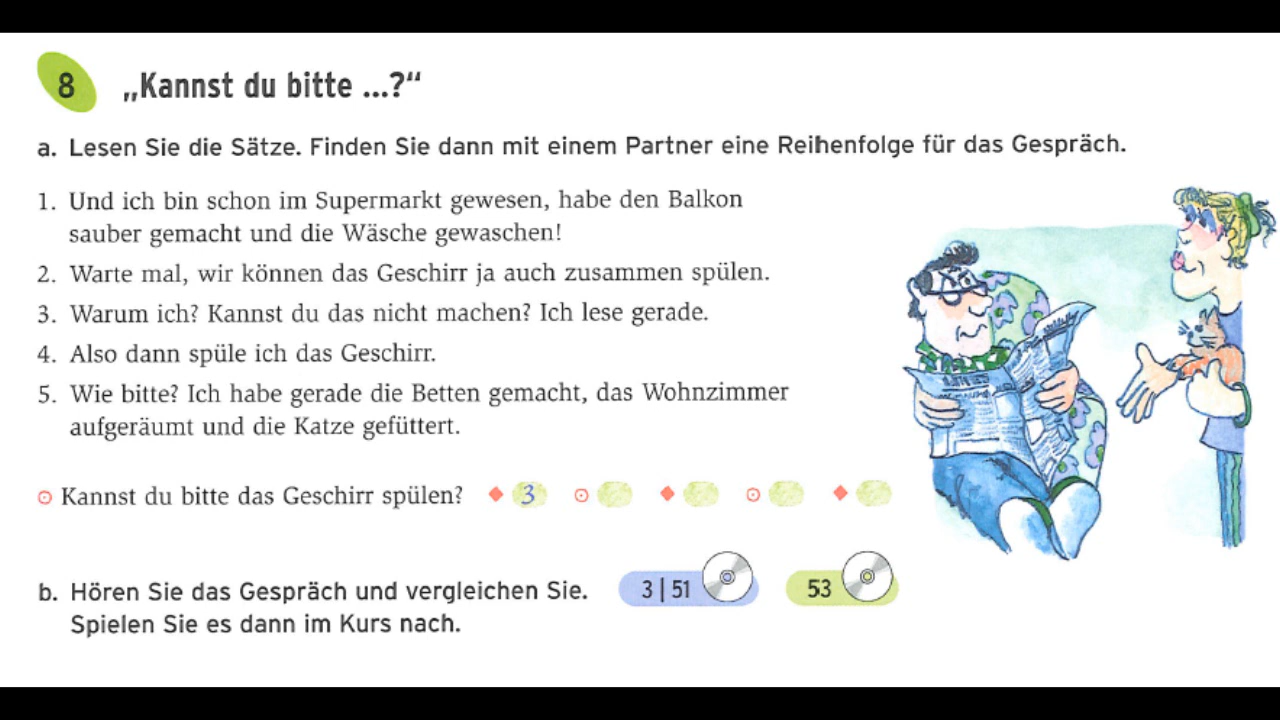 8 „Kannst du bitte ...?“
a. Lesen Sie die Sätze. Finden Sie dann mit einem Partner eine Reihenfolge für das Gespräch.
1. Und ich bin schon im Supermarkt gewesen, habe den Balkon
sauber gemacht und die Wäsche gewaschen!
2. Warte mal, wir können das Geschirr ja auch zusammen spülen.
3. Warum ich? Kannst du das nicht machen? Ich lese gerade.
4. Also dann spüle ich das Geschirr.
5. Wie bitte? Ich habe gerade die Betten gemacht, das Wohnzimmer
aufgeräumt und die Katze gefüttert.
Kannst du bitte das Geschirr spülen? 3
b. Hören Sie das Gespräch und vergleichen Sie. 3 | 51 53
Spielen Sie es dann im Kurs nach.